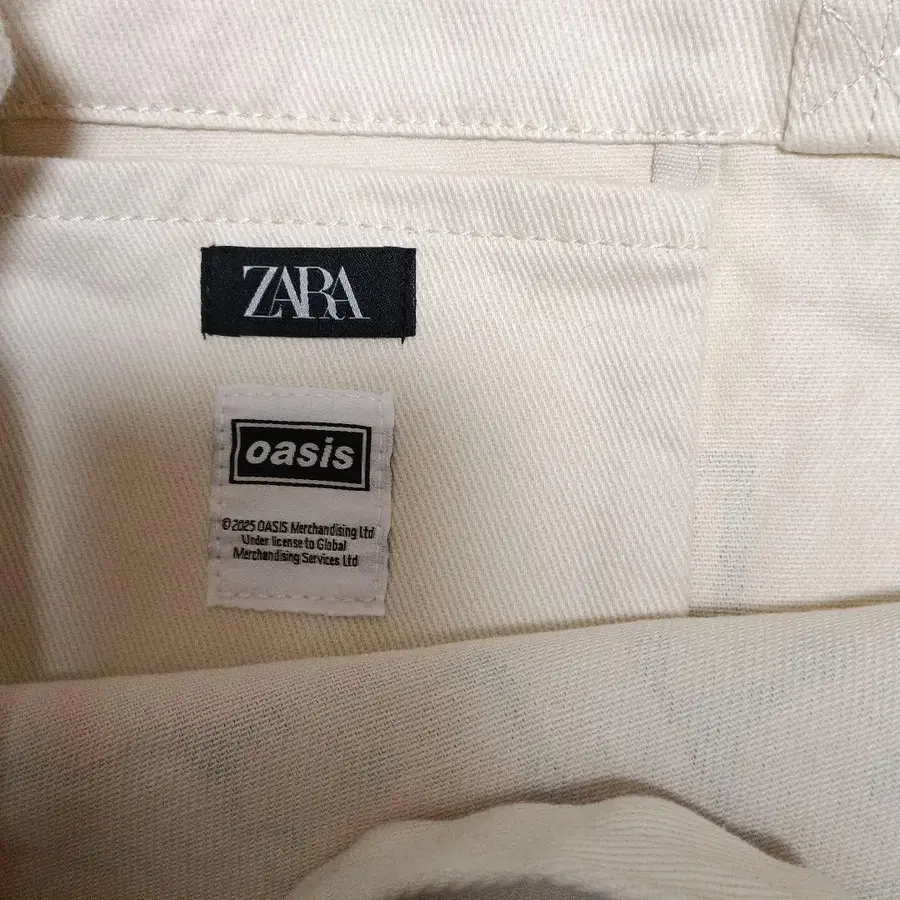 ZARA
oasis
©2025 OASIS Merchandising Ltd
Under license to Global
Merchandising Services Ltd